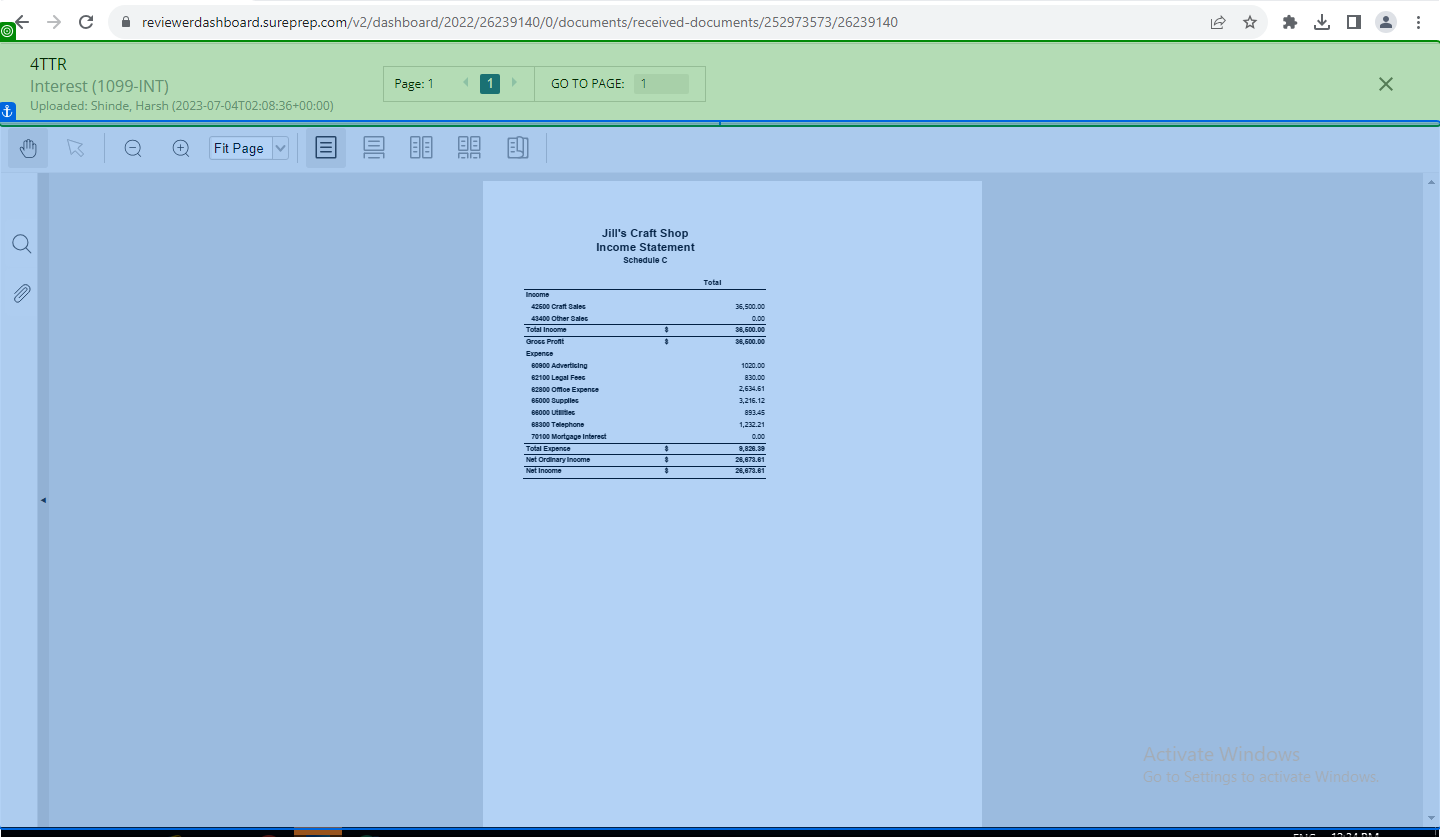 reviewerdashboard.sureprep.com/v2/dashboard/2022/26239140/0/documents/received-documents/252973573/26239140
4TTR
Interest (1099-INT)
Uploaded: Shinde, Harsh (2023-07-04T02:08:36+00:00)
Page: 1 1 GO TO PAGE: 1
Fit Page
Jill's Craft Shop
Income Statement
Schedule C
Total
Income
42500 Craft Sales 36,500.00
43400 Other Sales 0.00
Total Income $ 36,500.00
Gross Profit $ 36,500.00
Expense
60900 Advertising 1020.00
62100 Legal Fees 830.00
62800 Office Expense 2,634.61
65000 Supplies 3,216.12
66000 Utilities 893.45
68300 Telephone 1,232.21
70100 Mortgage Interest 0.00
Total Expense $ 9,826.39
Net Ordinary Income $ 26,673.61
Net Income $ 26,673.61
Activate Windows
Go to Settings to activate Windows.